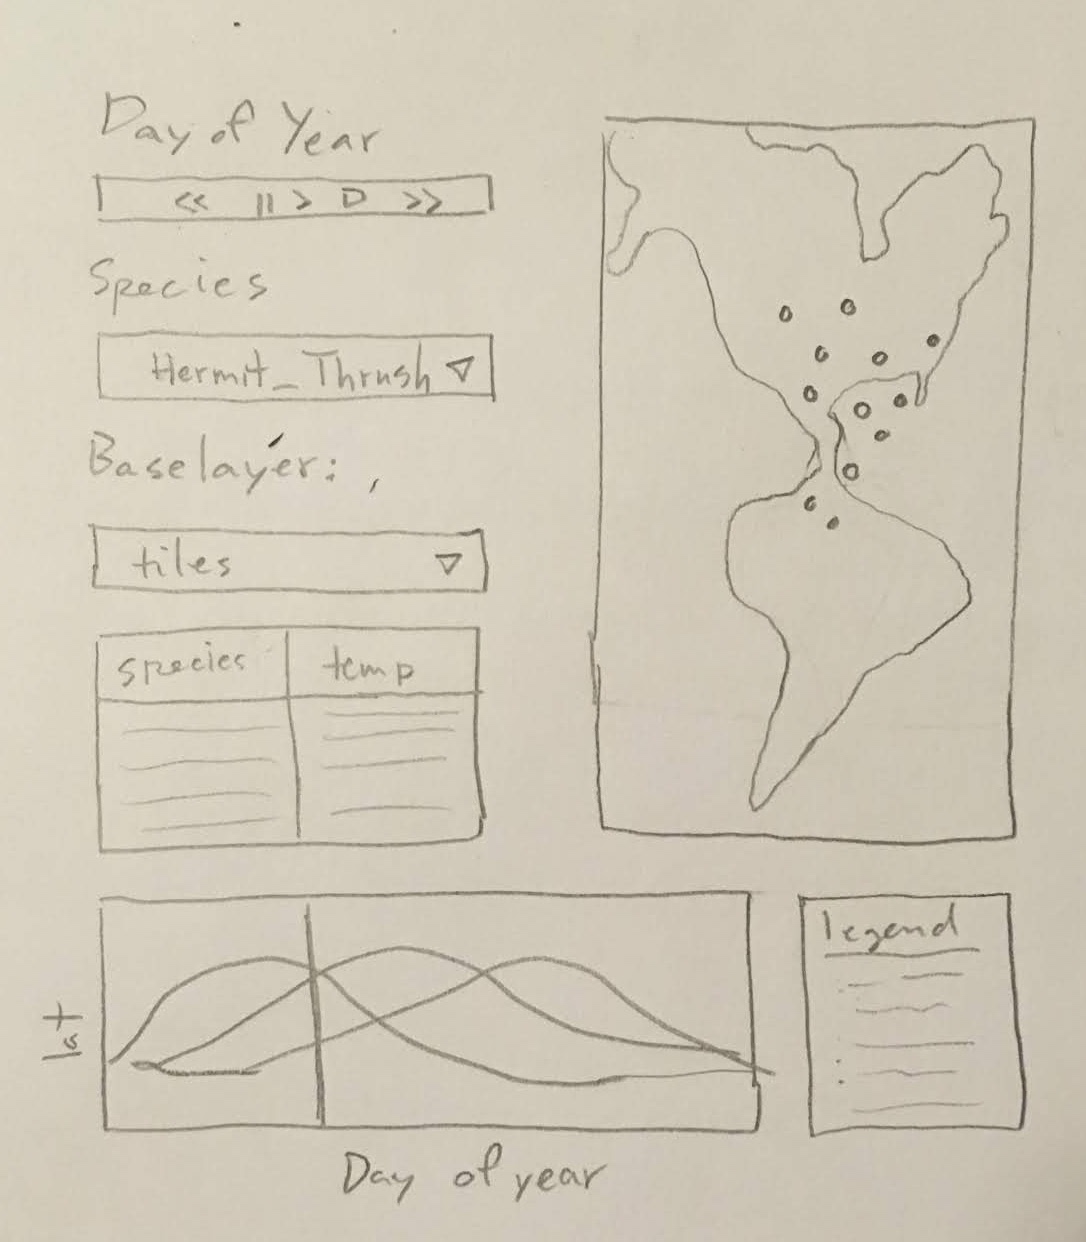 Day of Year
<< || > D >>
Species
Hermit_Thrush ▽
Baselayer:
tiles ▽
species temp
legend
lat
Day of year